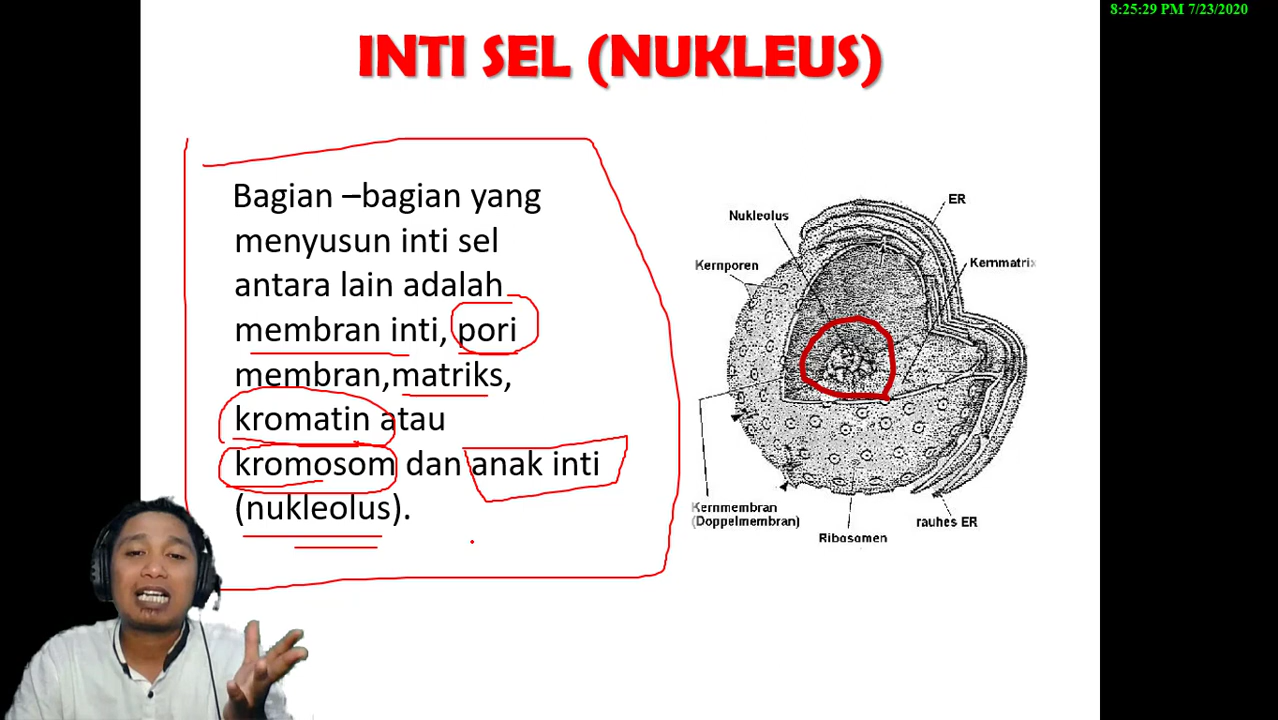 8:25:29 PM 7/23/2020
INTI SEL (NUKLEUS)
Bagian –bagian yang
menyusun inti sel
antara lain adalah
membran inti, pori
membran,matriks,
kromatin atau
kromosom dan anak inti
(nukleolus).
ER
Nukleolus
Kernporen
Kernmatrix
Kernmembran
(Doppelmembran)
rauhes ER
Ribosomen